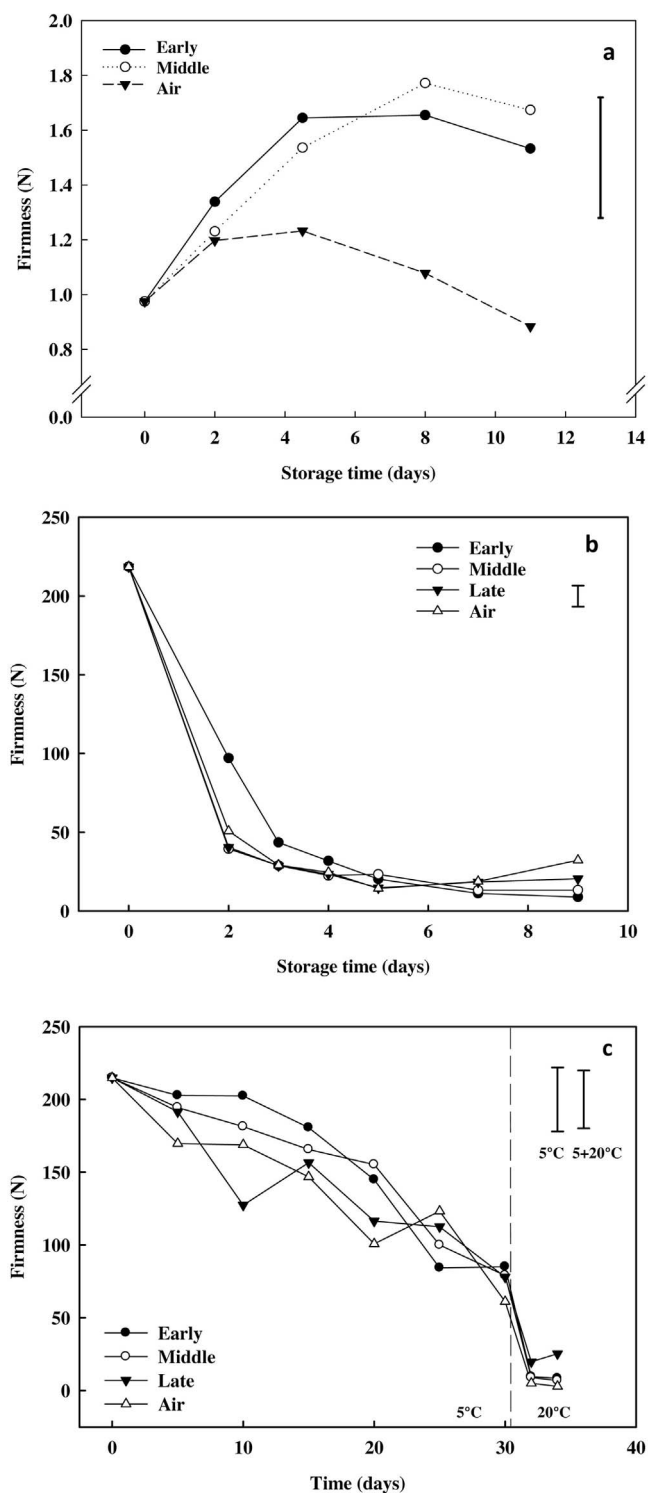 2.0
1.8
1.6
1.4
1.2
1.0
0.8
0.0
Firmness (N)
Early
Middle
Air
a
0 2 4 6 8 10 12 14
Storage time (days)
250
200
150
100
50
0
Firmness (N)
Early
Middle
Late
Air
b
0 2 4 6 8 10
Storage time (days)
250
200
150
100
50
0
Firmness (N)
c
5°C 5+20°C
Early
Middle
Late
Air
5°C 20°C
0 10 20 30 40
Time (days)